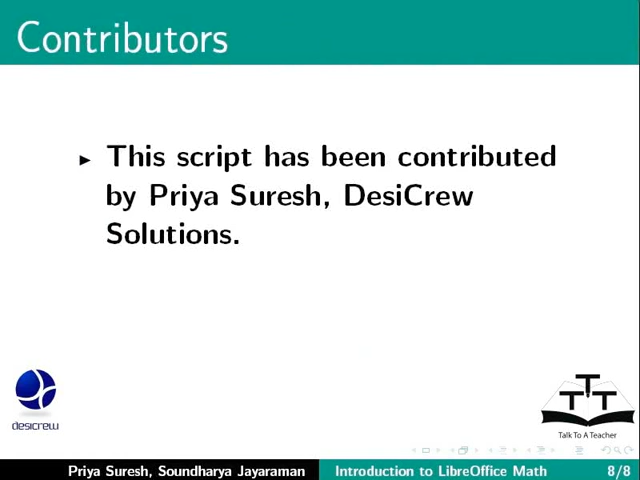 Contributors
This script has been contributed
by Priya Suresh, DesiCrew
Solutions.
desicrew
T T T
Talk To A Teacher
Priya Suresh, Soundharya Jayaraman Introduction to LibreOffice Math 8/8